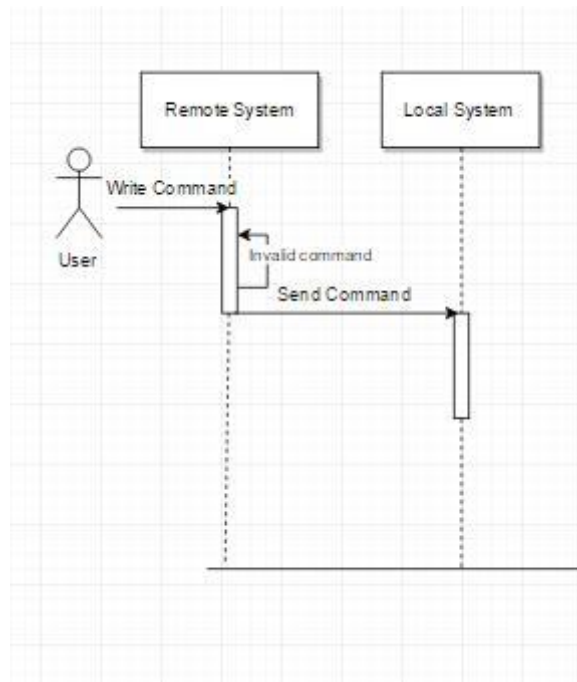 Remote System
Local System
Write Command
User
Invalid command
Send Command